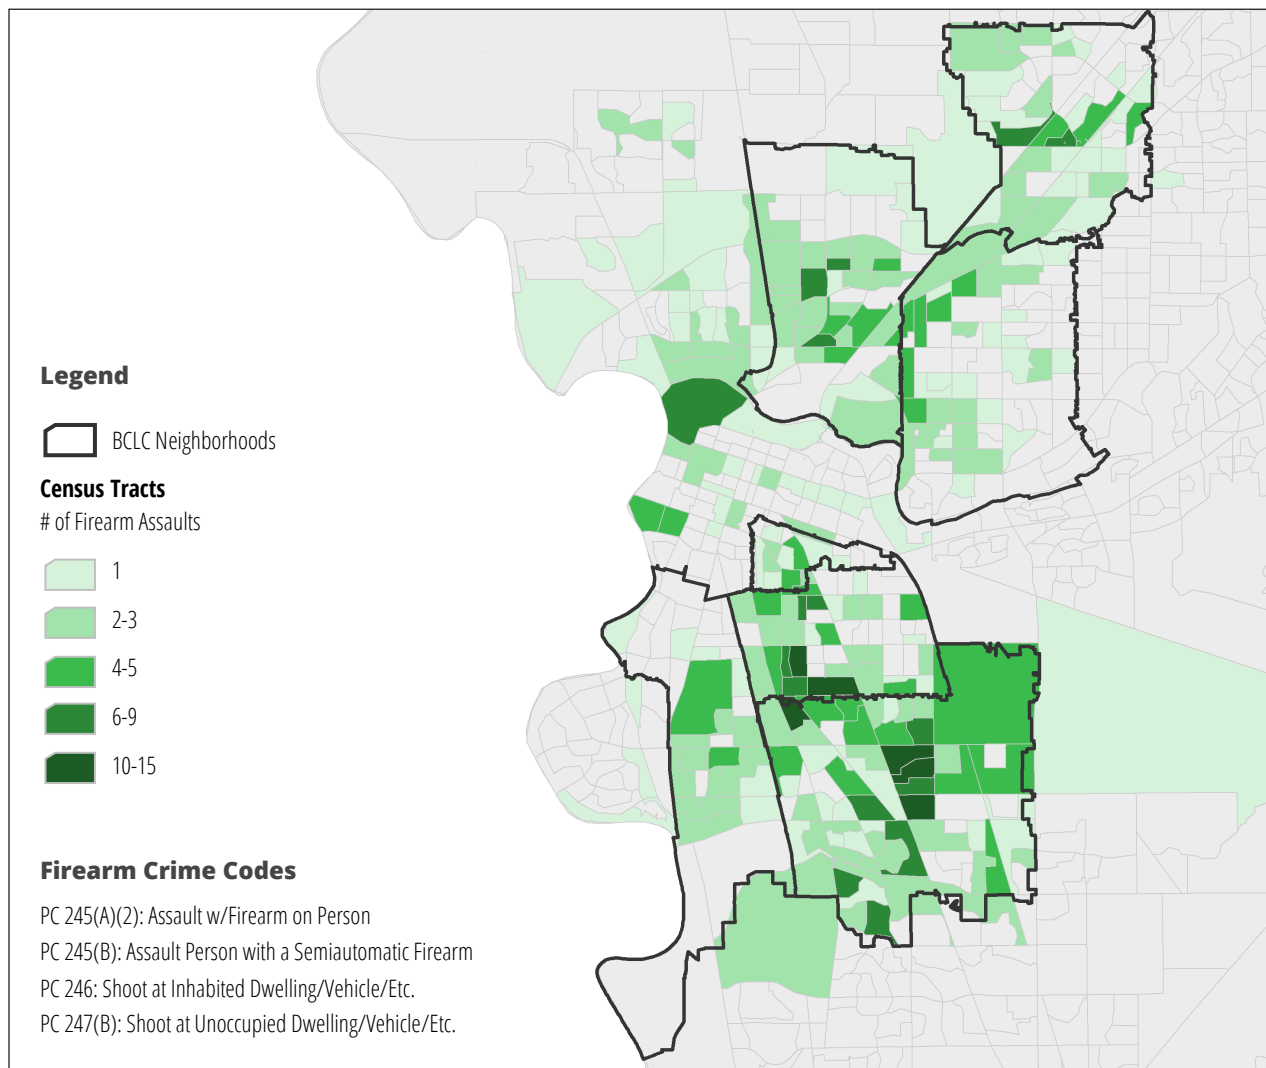 Legend
BCLC Neighborhoods
Census Tracts
# of Firearm Assaults
1
2-3
4-5
6-9
10-15
Firearm Crime Codes
PC 245(A)(2): Assault w/Firearm on Person
PC 245(B): Assault Person with a Semiautomatic Firearm
PC 246: Shoot at Inhabited Dwelling/Vehicle/Etc.
PC 247(B): Shoot at Unoccupied Dwelling/Vehicle/Etc.